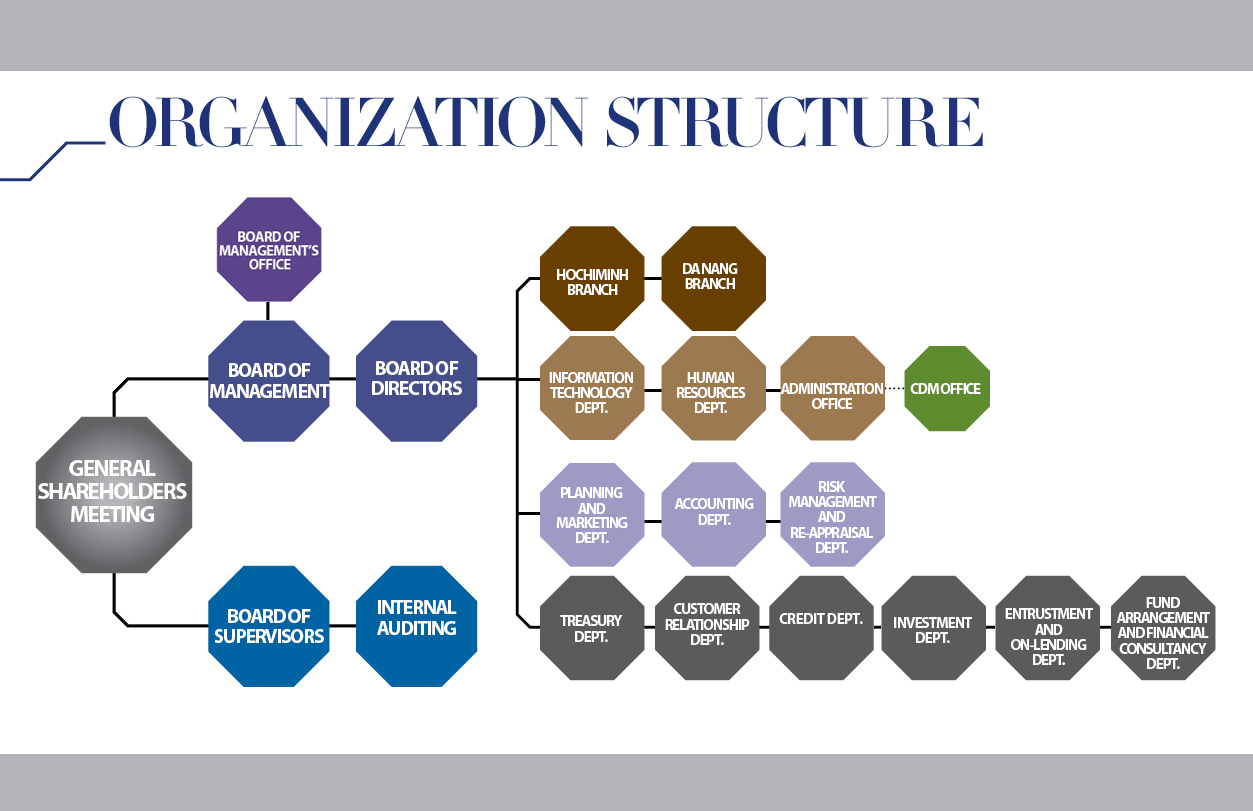 ORGANIZATION STRUCTURE
BOARD OF
MANAGEMENT'S
OFFICE
BOARD OF
MANAGEMENT
BOARD OF
DIRECTORS
GENERAL
SHAREHOLDERS
MEETING
BOARD OF
SUPERVISORS
INTERNAL
AUDITING
HOCHIMINH
BRANCH
DA NANG
BRANCH
INFORMATION
TECHNOLOGY
DEPT.
HUMAN
RESOURCES
DEPT.
ADMINISTRATION
OFFICE
CDM OFFICE
PLANNING
AND
MARKETING
DEPT.
ACCOUNTING
DEPT.
RISK
MANAGEMENT
AND
RE-APPRAISAL
DEPT.
TREASURY
DEPT.
CUSTOMER
RELATIONSHIP
DEPT.
CREDIT DEPT.
INVESTMENT
DEPT.
ENTRUSTMENT
AND
ON-LENDING
DEPT.
FUND
ARRANGEMENT
AND FINANCIAL
CONSULTANCY
DEPT.